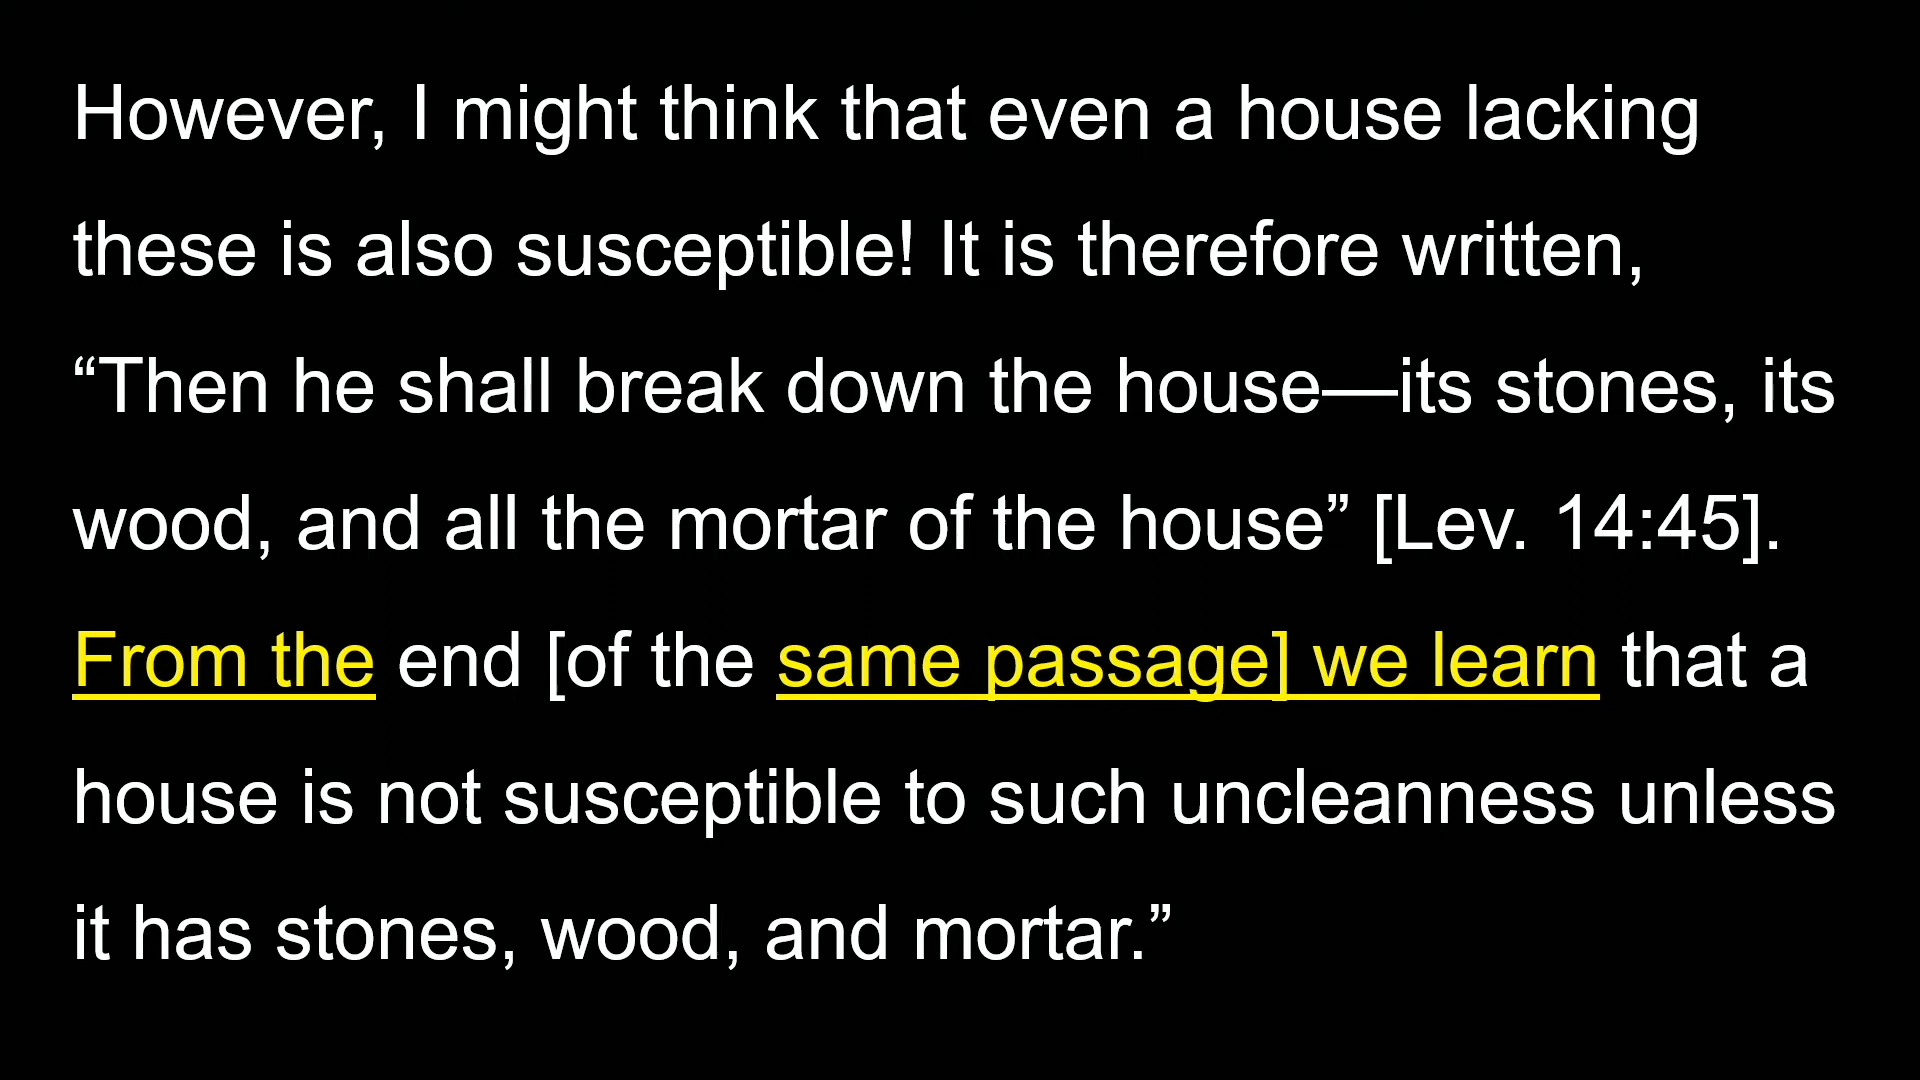 However, I might think that even a house lacking
these is also susceptible! It is therefore written,
“Then he shall break down the house—its stones, its
wood, and all the mortar of the house” [Lev. 14:45].
From the end [of the same passage] we learn that a
house is not susceptible to such uncleanness unless
it has stones, wood, and mortar.”